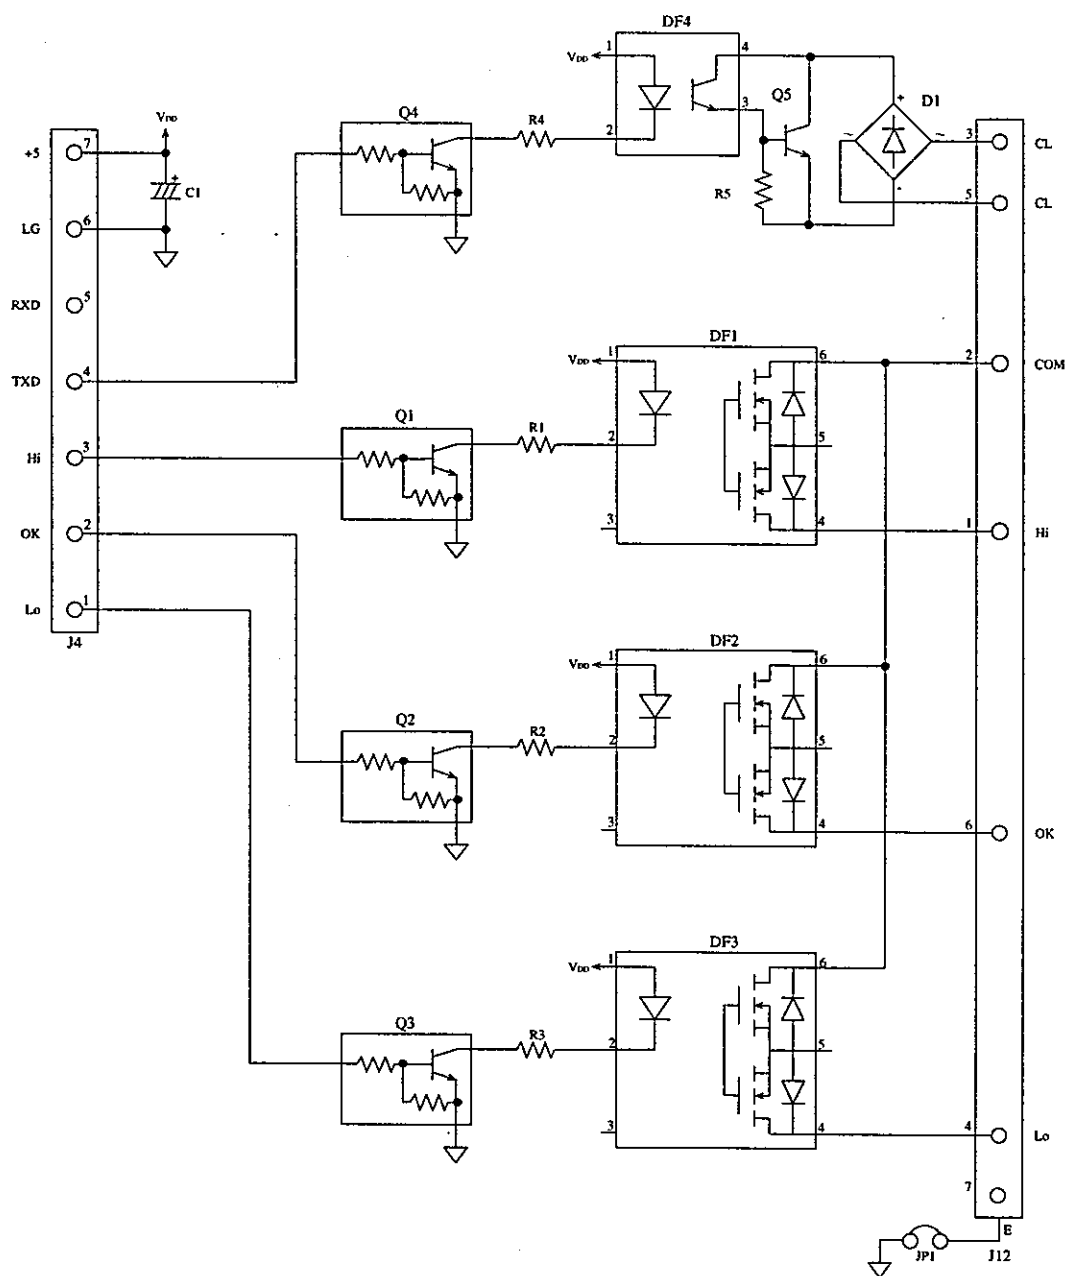 DF4
1
VDD
4
2
3
Q5
D1
+
~
~
-
R5
Q4
R4
VDD
+5
7
+
C1
LG
6
RXD
5
TXD
4
Hi
3
OK
2
Lo
1
J4
3
CL
5
CL
DF1
1
VDD
6
2
COM
Q1
R1
2
5
3
4
1
Hi
DF2
1
VDD
6
Q2
R2
2
5
3
4
6
OK
DF3
1
VDD
6
Q3
R3
2
5
3
4
4
Lo
7
E
JP1
J12